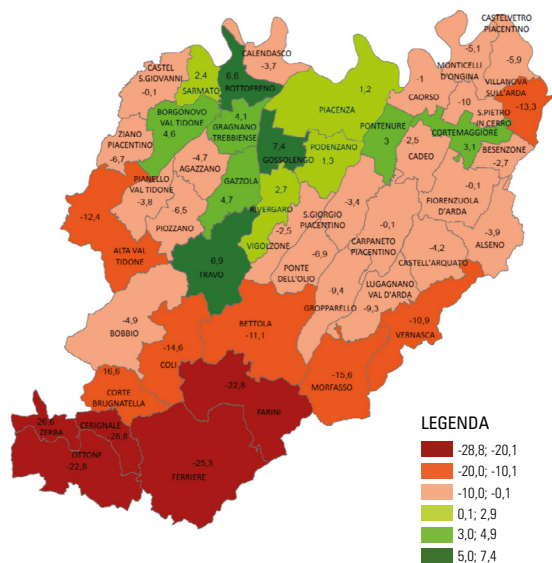 CASTELVETRO
PIACENTINO
-5,1
-5,9
CALENDASCO
-3,7
MONTICELLI
D'ONGINA
CASTEL
S.GIOVANNI
-0,1
2,4
SARMATO
6,6
ROTTOFRENO
1,2
PIACENZA
-1
CAORSO
-10
VILLANOVA
SULL'ARDA
-13,3
S.PIETRO
IN CERRO
BORGONOVO
VAL TIDONE
4,6
4,1
GRAGNANO
TREBBIENSE
PONTENURE
3
CORTEMAGGIORE
3,1
ZIANO
PIACENTINO
-6,7
7,4
GOSSOLENGO
PODENZANO
1,3
2,5
CADEO
BESENZONE
-2,7
-4,7
AGAZZANO
PIANELLO
VAL TIDONE
-3,8
GAZZOLA
4,7
2,7
RIVERGARO
-0,1
FIORENZUOLA
D'ARDA
-12,4
-6,5
PIOZZANO
S.GIORGIO
PIACENTINO
-3,4
-2,5
VIGOLZONE
-0,1
CARPANETO
PIACENTINO
-3,9
ALSENO
ALTA VAL
TIDONE
6,9
TRAVO
-6,9
PONTE
DELL'OLIO
-4,2
CASTELL'ARQUATO
LUGAGNANO
VAL D'ARDA
-9,3
-9,4
GROPPARELLO
-4,9
BOBBIO
BETTOLA
-11,1
-10,9
VERNASCA
-14,6
COLI
16,6
CORTE
BRUGNATELLA
-22,8
FARINI
-15,6
MORFASSO
26,6
ZERBA
CERIGNALE
-28,8
OTTONE
-22,8
-25,3
FERRIERE
LEGENDA
-28,8; -20,1
-20,0; -10,1
-10,0; -0,1
0,1; 2,9
3,0; 4,9
5,0; 7,4